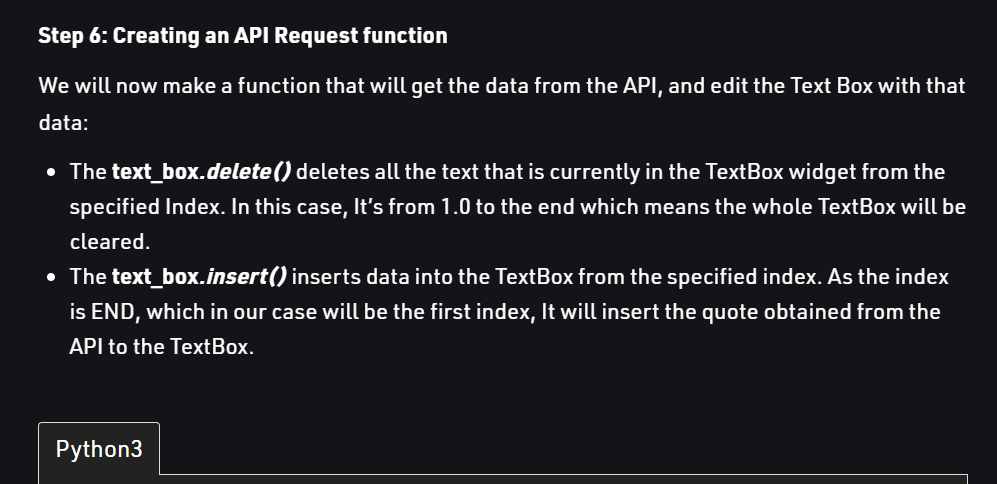 Step 6: Creating an API Request function
We will now make a function that will get the data from the API, and edit the Text Box with that
data:
• The text_box.delete() deletes all the text that is currently in the TextBox widget from the
specified Index. In this case, It's from 1.0 to the end which means the whole TextBox will be
cleared.
• The text_box.insert() inserts data into the TextBox from the specified index. As the index
is END, which in our case will be the first index, It will insert the quote obtained from the
API to the TextBox.
Python3